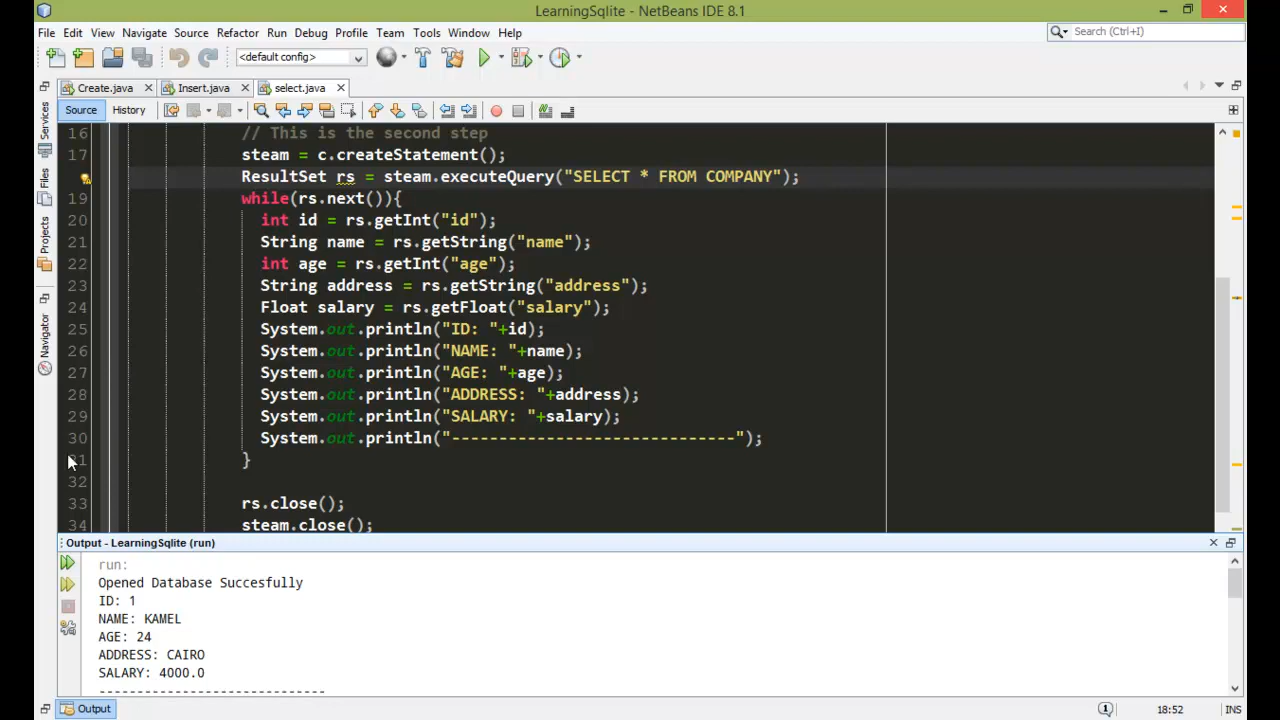 LearningSqlite - NetBeans IDE 8.1
File Edit View Navigate Source Refactor Run Debug Profile Team Tools Window Help
Search (Ctrl+I)
<default config>
Create.java Insert.java select.java
Source History
Services
Files
Projects
Navigator
16 // This is the second step
17 steam = c.createStatement();
ResultSet rs = steam.executeQuery("SELECT * FROM COMPANY");
19 while(rs.next()){
20 int id = rs.getInt("id");
21 String name = rs.getString("name");
22 int age = rs.getInt("age");
23 String address = rs.getString("address");
24 Float salary = rs.getFloat("salary");
25 System.out.println("ID: "+id);
26 System.out.println("NAME: "+name);
27 System.out.println("AGE: "+age);
28 System.out.println("ADDRESS: "+address);
29 System.out.println("SALARY: "+salary);
30 System.out.println("------------------------------");
31 }
32
33 rs.close();
34 steam.close();
Output - LearningSqlite (run)
run:
Opened Database Succesfully
ID: 1
NAME: KAMEL
AGE: 24
ADDRESS: CAIRO
SALARY: 4000.0
------------------------------
Output
18:52 INS